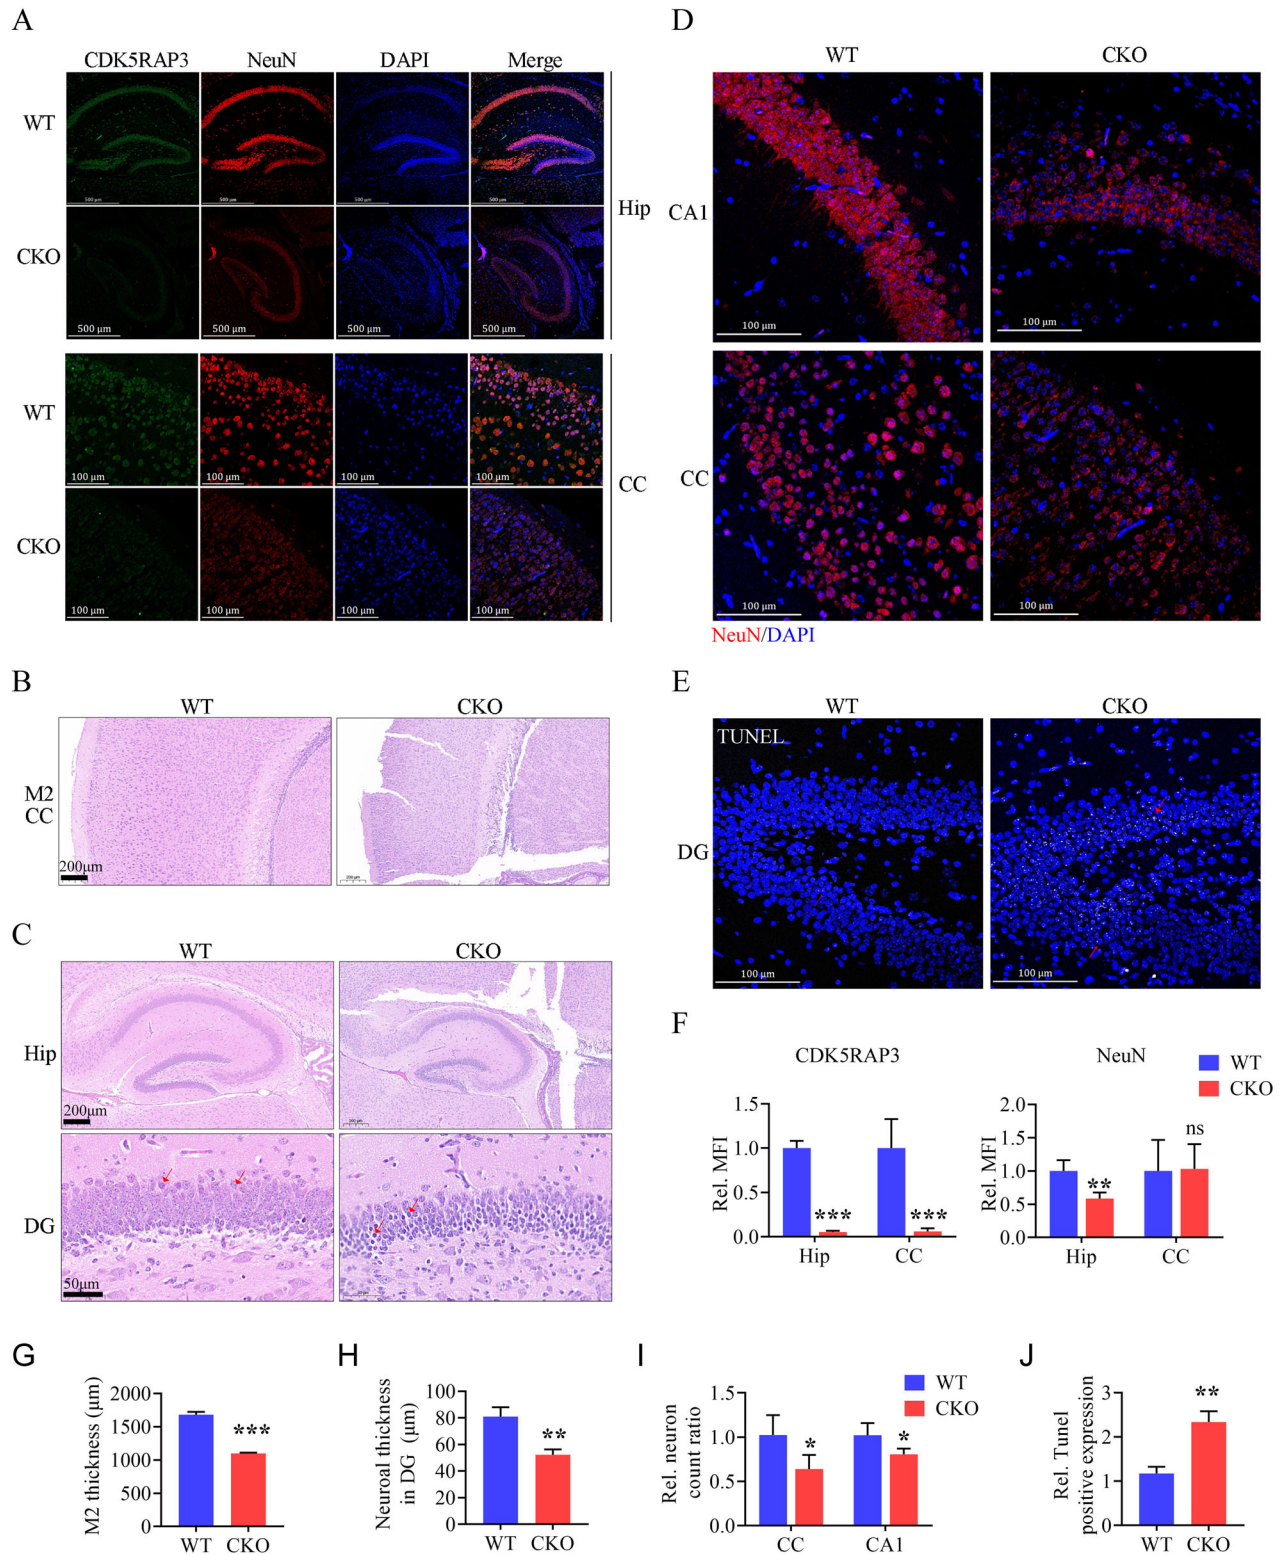 A
CDK5RAP3 NeuN DAPI Merge
WT
500 μm 500 μm 500 μm 500 μm
Hip
CKO
500 μm 500 μm 500 μm 500 μm
WT
100 μm 100 μm 100 μm 100 μm
CC
CKO
100 μm 100 μm 100 μm 100 μm
B
WT CKO
M2
CC
200μm 200 μm
C
WT CKO
Hip
200μm
DG
50μm
D
WT CKO
CA1
100 μm 100 μm
CC
100 μm 100 μm
NeuN/DAPI
E
WT CKO
TUNEL
DG
100 μm 100 μm
F
CDK5RAP3
Rel. MFI
1.5
1.0
0.5
0.0
*** ***
Hip CC
NeuN
WT
CKO
Rel. MFI
2.0
1.5
1.0
0.5
0.0
** ns
Hip CC
G
M2 thickness (μm)
2000
1500
1000
500
0
***
WT CKO
H
Neuroal thickness
in DG (μm)
100
80
60
40
20
0
**
WT CKO
I
WT
CKO
Rel. neuron
count ratio
1.5
1.0
0.5
0.0
* *
CC CA1
J
Rel. Tunel
positive expression
3
2
1
0
**
WT CKO